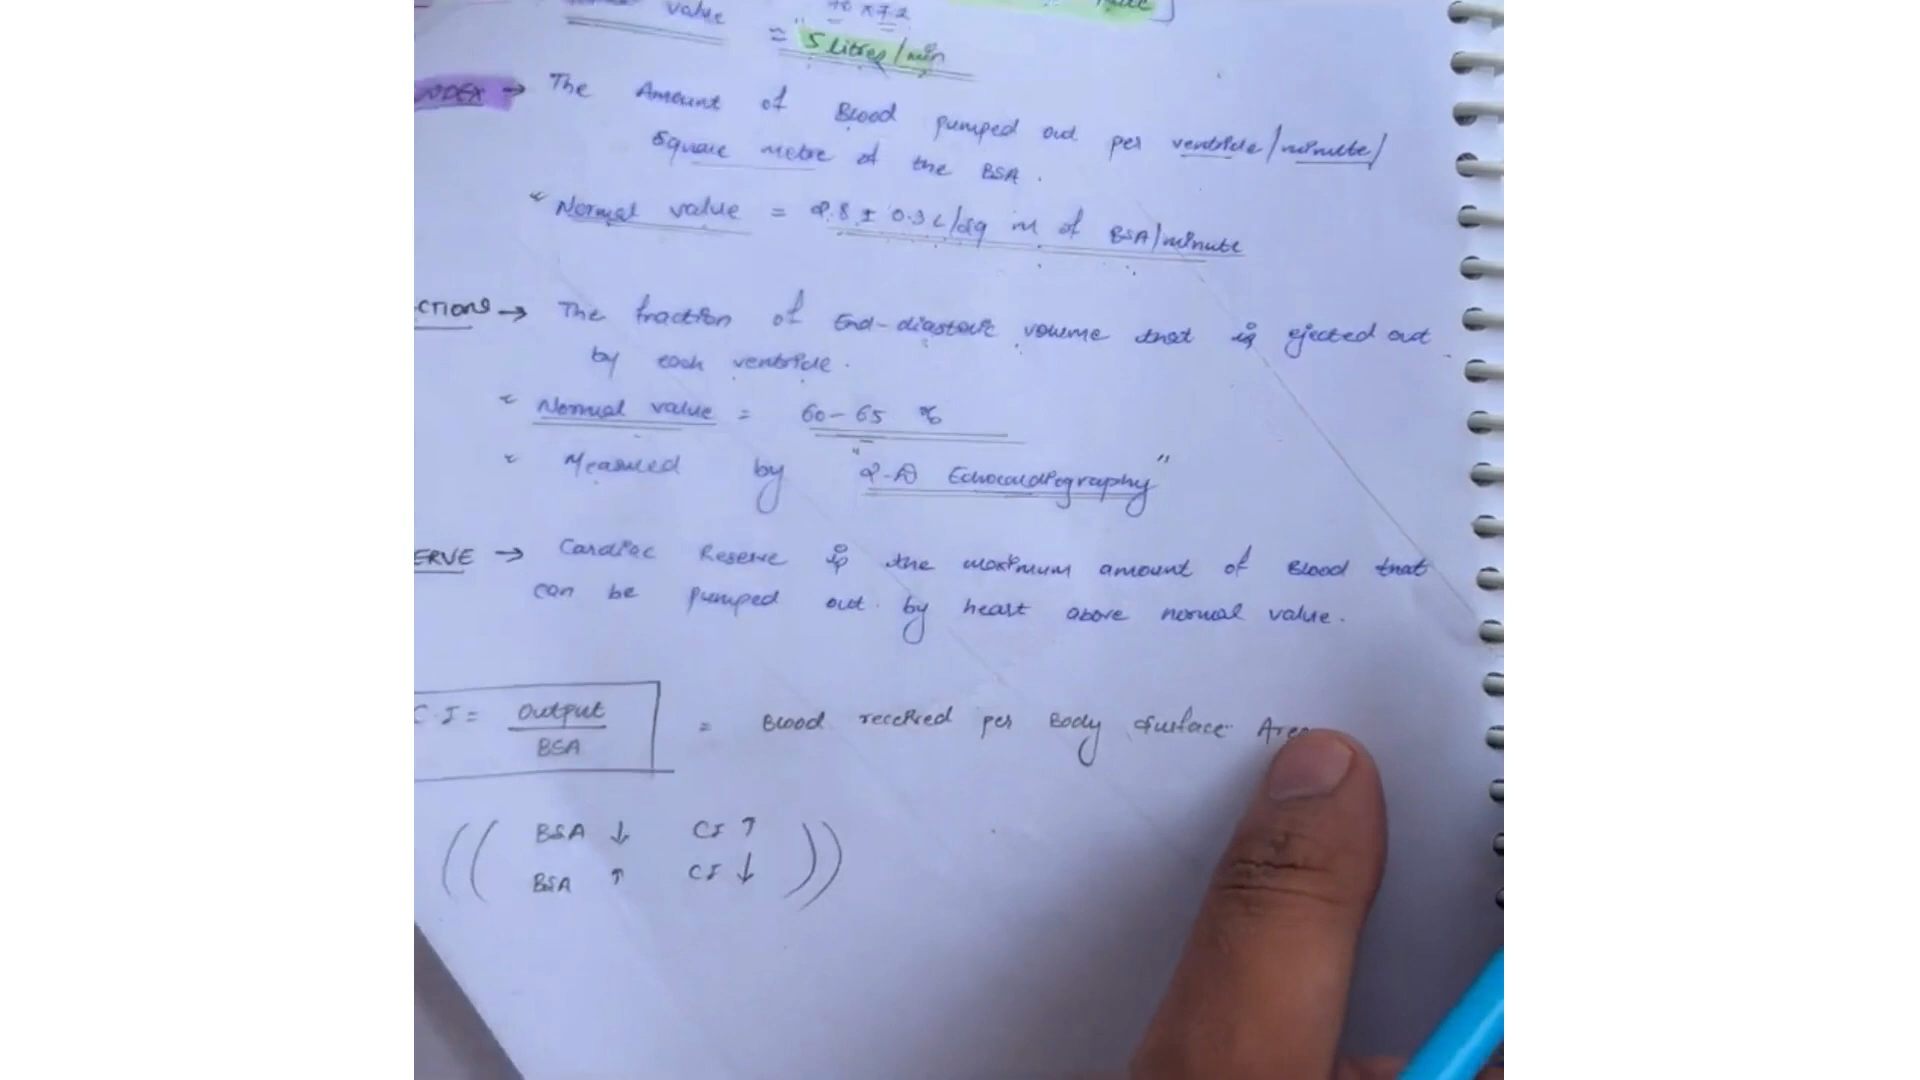 value 72
= 5 litres/min
NDEX → The Amount of Blood pumped out per ventricle/minute/
Square metre of the BSA.
Normal value = 2.8 ± 0.3 L/sq m of BSA/minute
CTIONS → The fraction of End-diastolic volume that is ejected out
by each ventricle.
Normal value = 60-65 %
Measured by "2-D Echocardiography"
ERVE → Cardiac Reserve is the maximum amount of Blood that
can be pumped out by heart above normal value.
C.I = Output / BSA = Blood received per Body Surface Area
(( BSA ↓ CI ↑
BSA ↑ CI ↓ ))